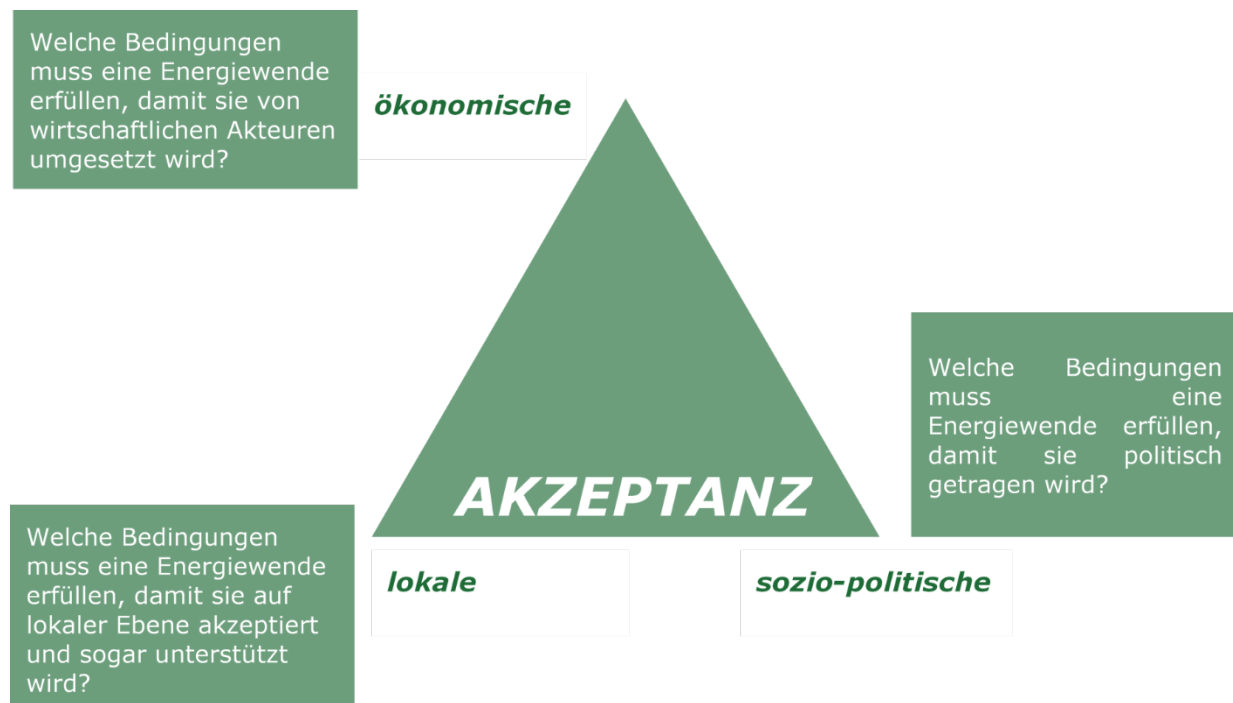 Welche Bedingungen
muss eine Energiewende
erfüllen, damit sie von
wirtschaftlichen Akteuren
umgesetzt wird?
ökonomische
Welche Bedingungen
muss eine
Energiewende erfüllen,
damit sie politisch
getragen wird?
AKZEPTANZ
Welche Bedingungen
muss eine Energiewende
erfüllen, damit sie auf
lokaler Ebene akzeptiert
und sogar unterstützt
wird?
lokale
sozio-politische